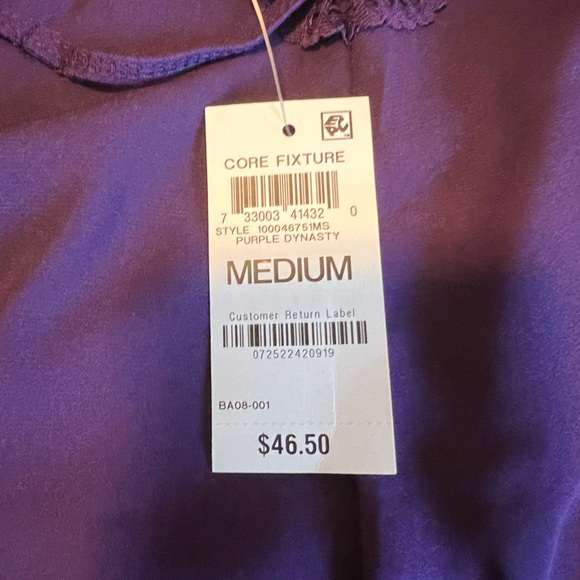 CORE FIXTURE
7 33003 41432 0
STYLE 100046751MS
PURPLE DYNASTY
MEDIUM
Customer Return Label
072522420919
BA08-001
$46.50